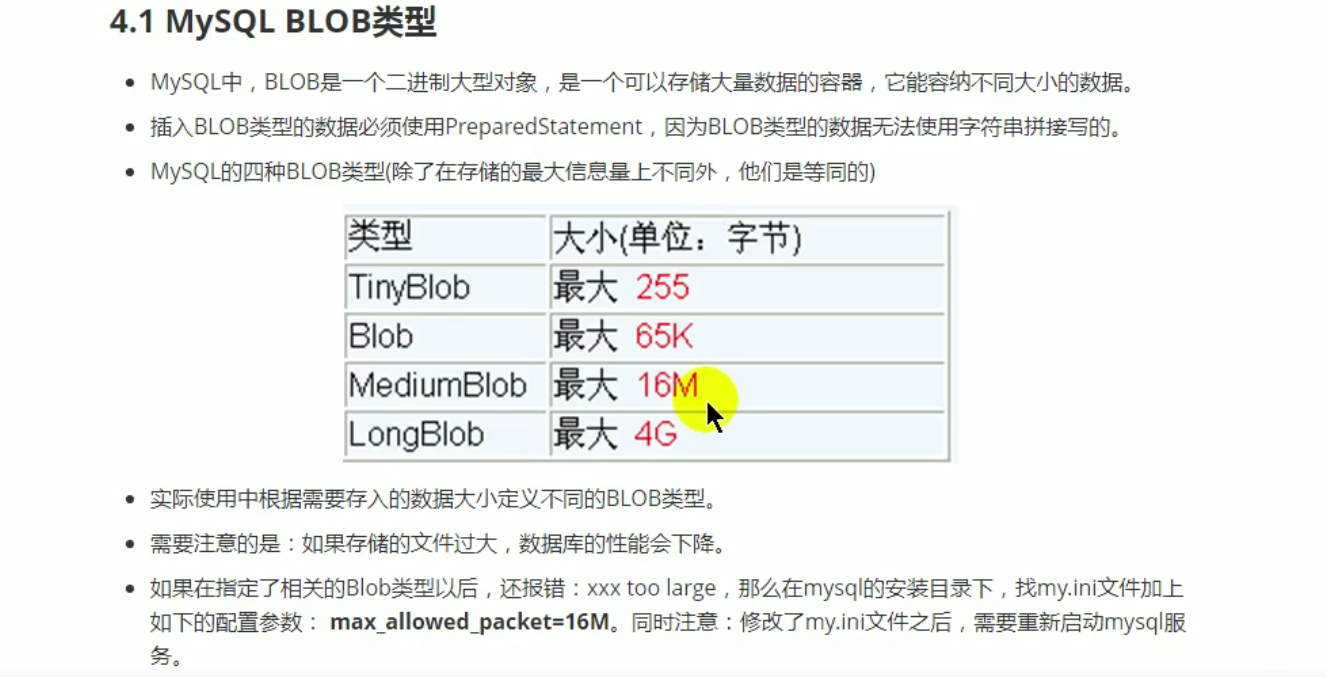 4.1 MySQL BLOB类型
MySQL中，BLOB是一个二进制大型对象，是一个可以存储大量数据的容器，它能容纳不同大小的数据。
插入BLOB类型的数据必须使用PreparedStatement，因为BLOB类型的数据无法使用字符串拼接写的。
MySQL的四种BLOB类型(除了在存储的最大信息量上不同外，他们是等同的)
类型 大小(单位：字节)
TinyBlob 最大 255
Blob 最大 65K
MediumBlob 最大 16M
LongBlob 最大 4G
实际使用中根据需要存入的数据大小定义不同的BLOB类型。
需要注意的是：如果存储的文件过大，数据库的性能会下降。
如果在指定了相关的Blob类型以后，还报错：xxx too large，那么在mysql的安装目录下，找my.ini文件加上
如下的配置参数： max_allowed_packet=16M。同时注意：修改了my.ini文件之后，需要重新启动mysql服
务。